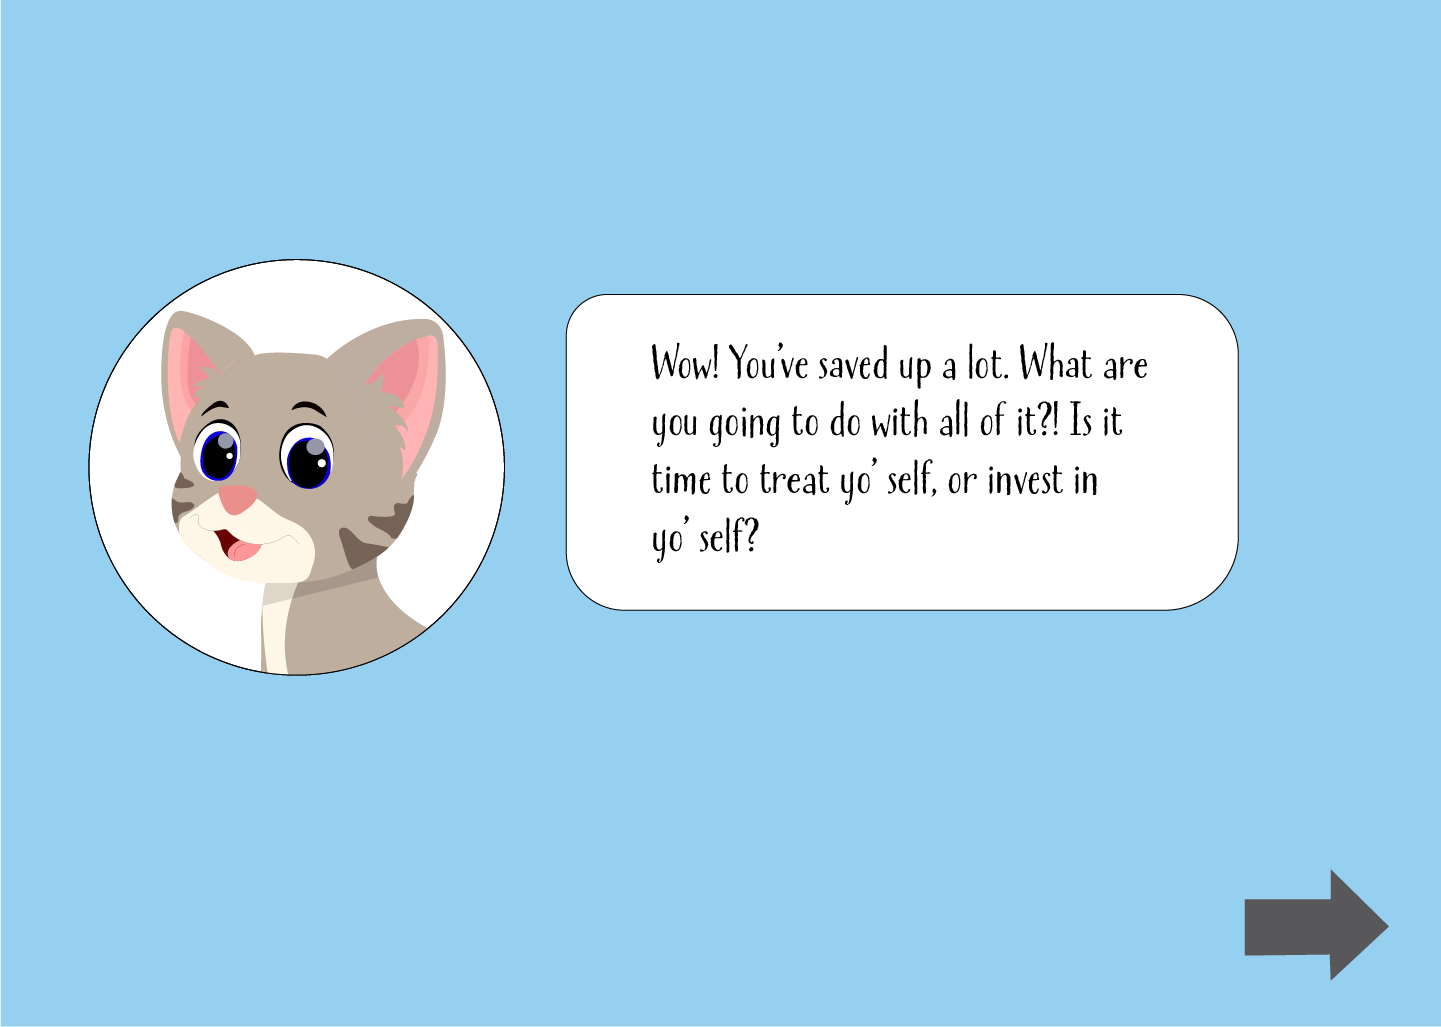 Wow! You've saved up a lot. What are
you going to do with all of it?! Is it
time to treat yo' self, or invest in
yo' self?